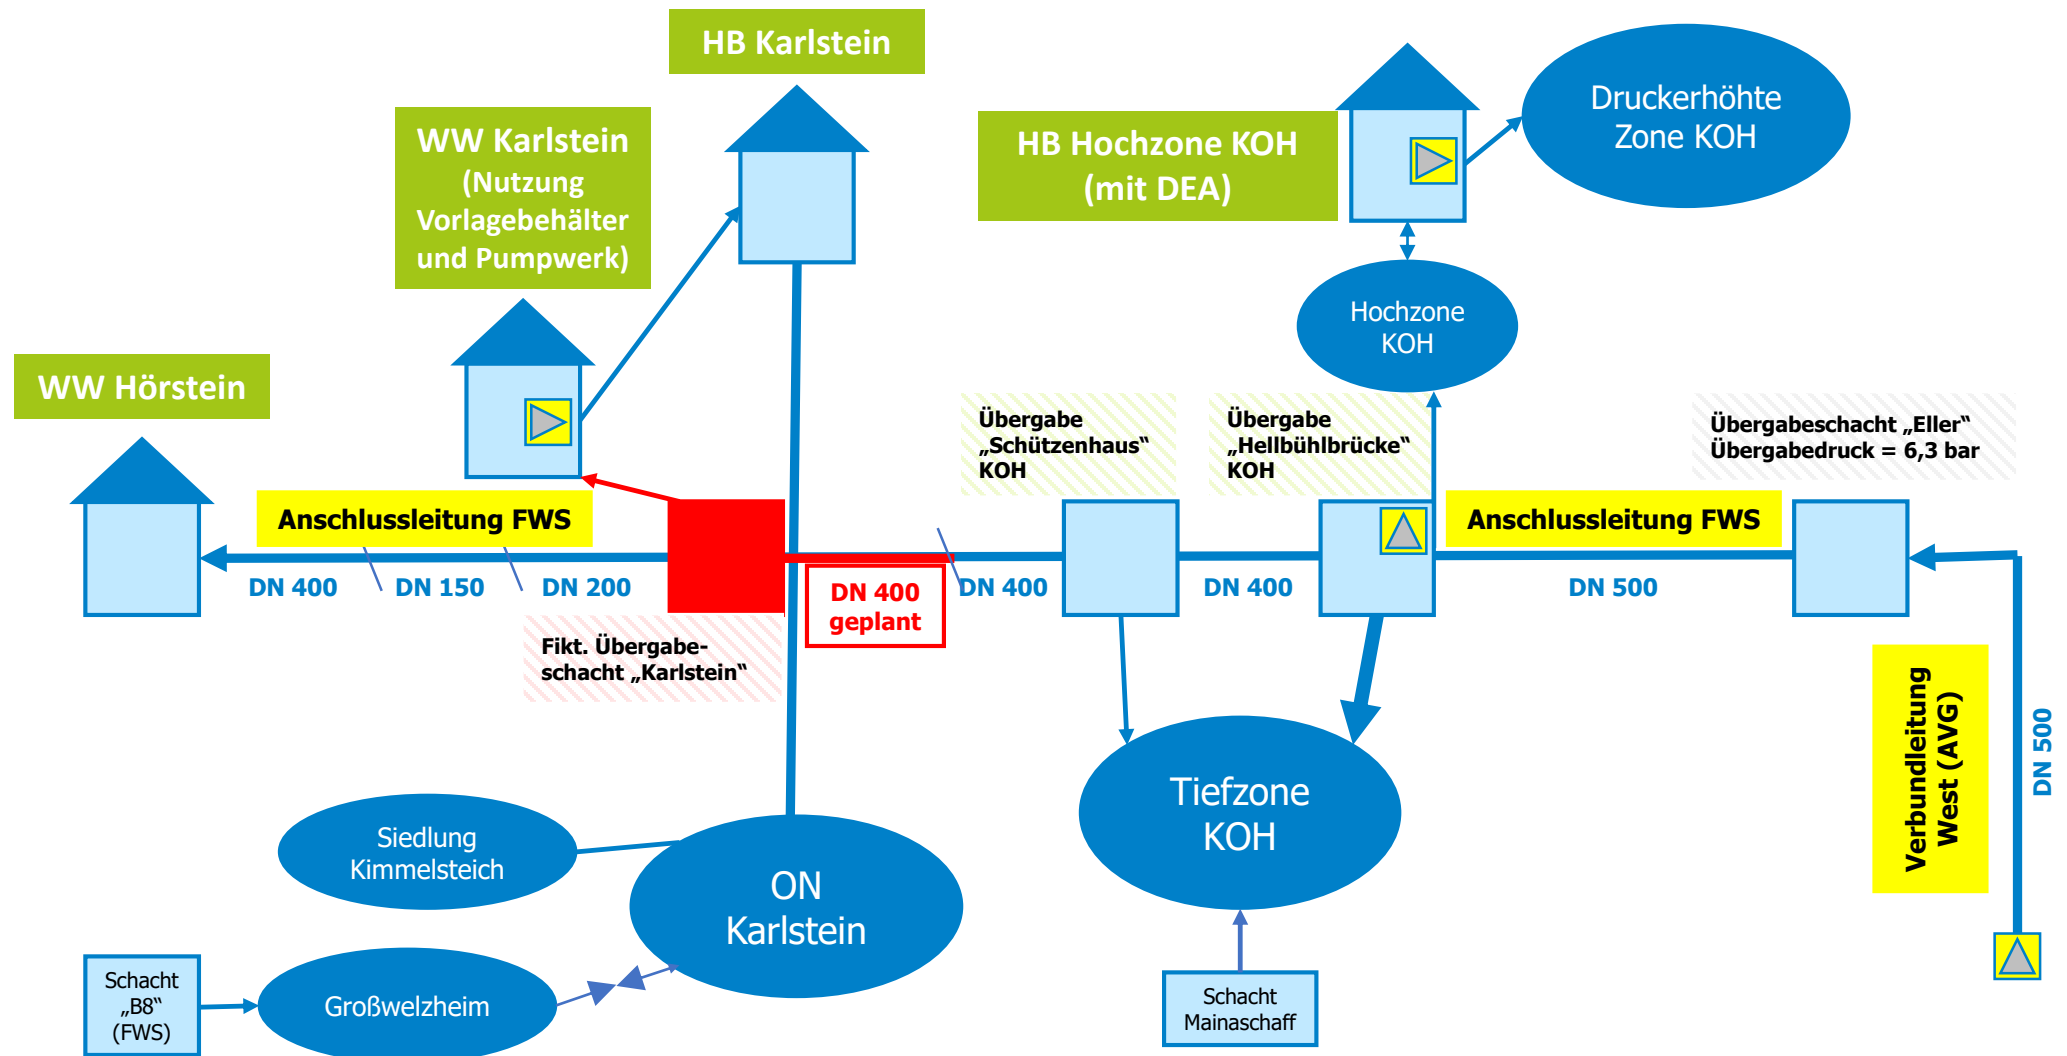 HB Karlstein
WW Karlstein
(Nutzung
Vorlagebehälter
und Pumpwerk)
HB Hochzone KOH
(mit DEA)
Druckerhöhte
Zone KOH
Hochzone
KOH
WW Hörstein
Übergabe
„Schützenhaus“
KOH
Übergabe
„Hellbühlbrücke“
KOH
Übergabeschacht „Eller“
Übergabedruck = 6,3 bar
Anschlussleitung FWS
Anschlussleitung FWS
DN 400
DN 150
DN 200
DN 400
geplant
DN 400
DN 400
DN 500
Fikt. Übergabe-
schacht „Karlstein“
Verbundleitung
West (AVG)
DN 500
Tiefzone
KOH
Siedlung
Kimmelsteich
ON
Karlstein
Schacht
„B8“
(FWS)
Großwelzheim
Schacht
Mainaschaff